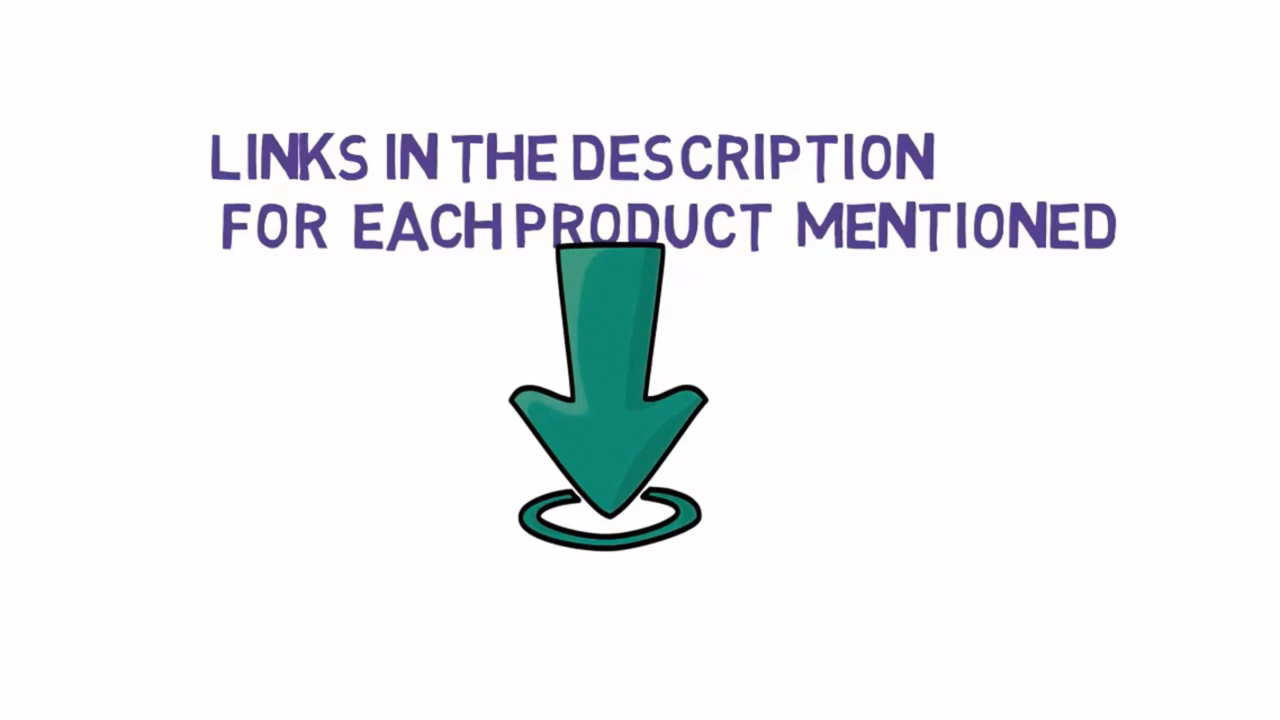 LINKS IN THE DESCRIPTION
FOR EACH PRODUCT MENTIONED